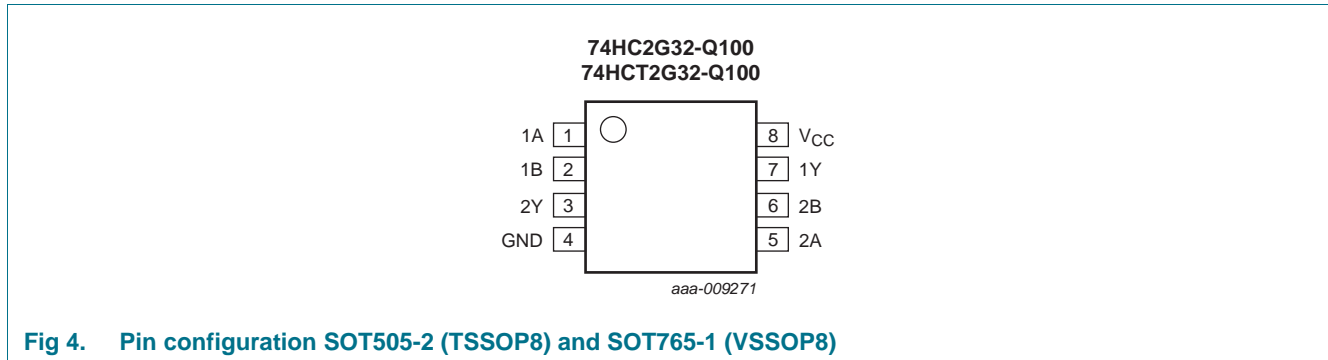 74HC2G32-Q100
74HCT2G32-Q100
1A 1 8 VCC
1B 2 7 1Y
2Y 3 6 2B
GND 4 5 2A
aaa-009271
Fig 4. Pin configuration SOT505-2 (TSSOP8) and SOT765-1 (VSSOP8)